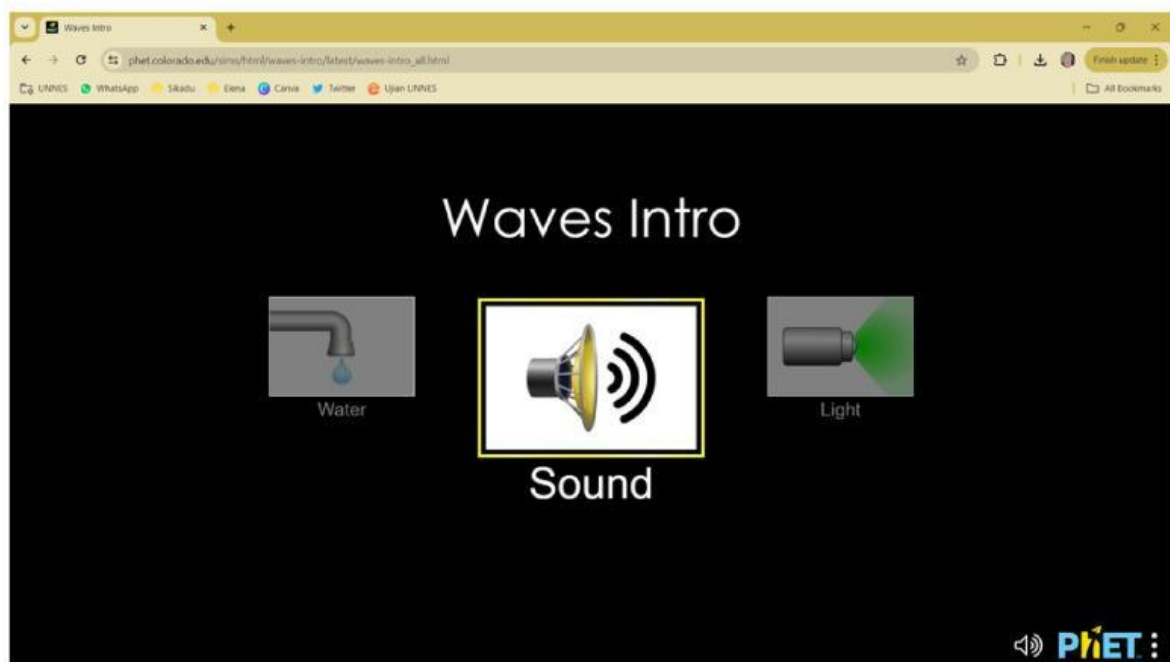 Waves Intro
phet.colorado.edu/sims/html/waves-intro/latest/waves-intro_all.html
Finish update
UNNES WhatsApp Sikadu Elena Canva Twitter Ujian UNNES
All Bookmarks
Waves Intro
Water
Sound
Light
PhET